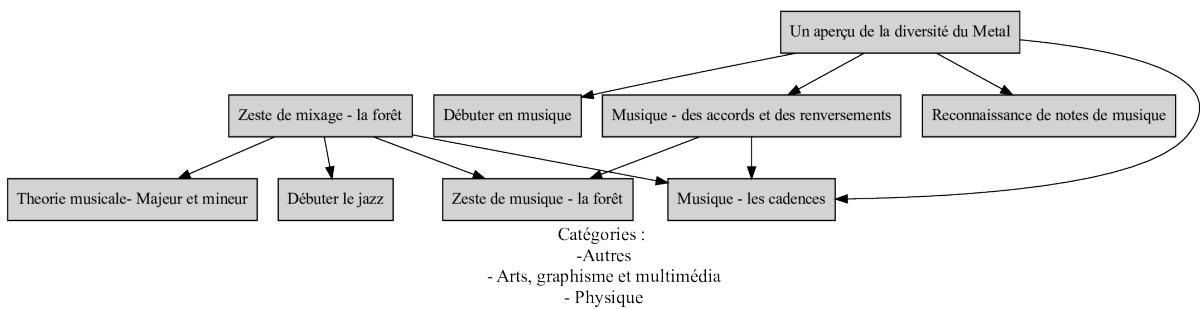 Un aperçu de la diversité du Metal
Zeste de mixage - la forêt
Débuter en musique
Musique - des accords et des renversements
Reconnaissance de notes de musique
Theorie musicale- Majeur et mineur
Débuter le jazz
Zeste de musique - la forêt
Musique - les cadences
Catégories :
-Autres
- Arts, graphisme et multimédia
- Physique